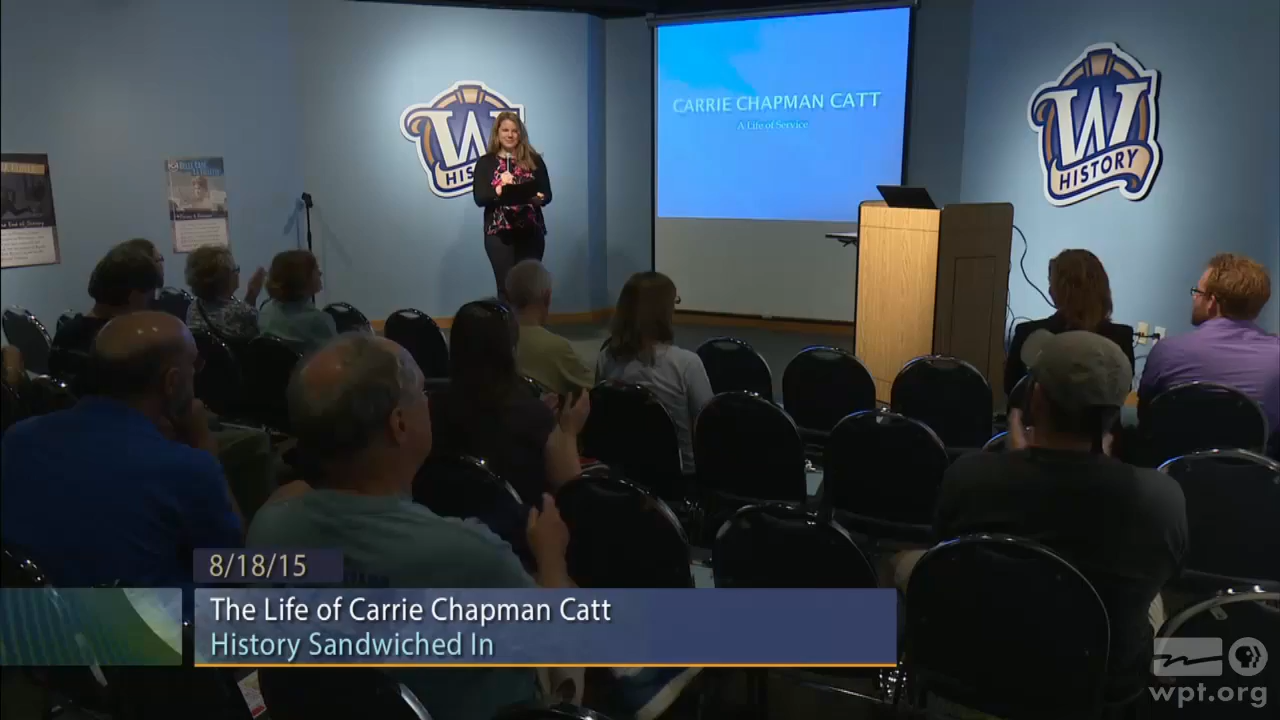 CARRIE CHAPMAN CATT
A Life of Service
W
HIS
W
HISTORY
8/18/15
The Life of Carrie Chapman Catt
History Sandwiched In
wpt.org